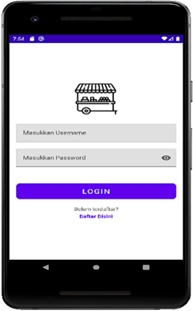 7:54
Masukkan Username
Masukkan Password
LOGIN
Belum terdaftar?
Daftar Disini